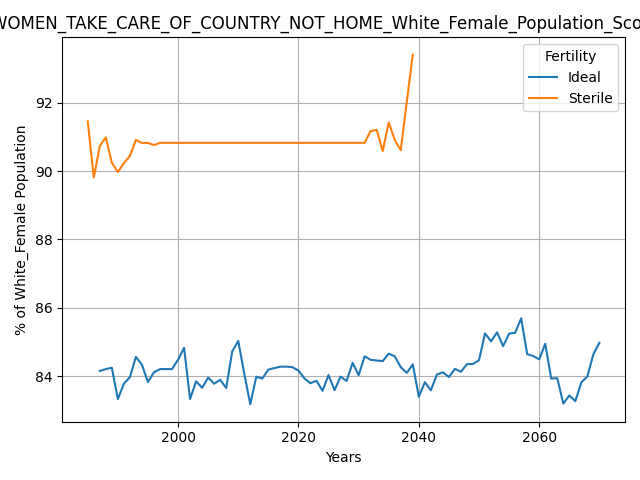 WOMEN_TAKE_CARE_OF_COUNTRY_NOT_HOME_White_Female_Population_Sco
Fertility
Ideal
Sterile
% of White_Female Population
92
90
88
86
84
2000
2020
2040
2060
Years